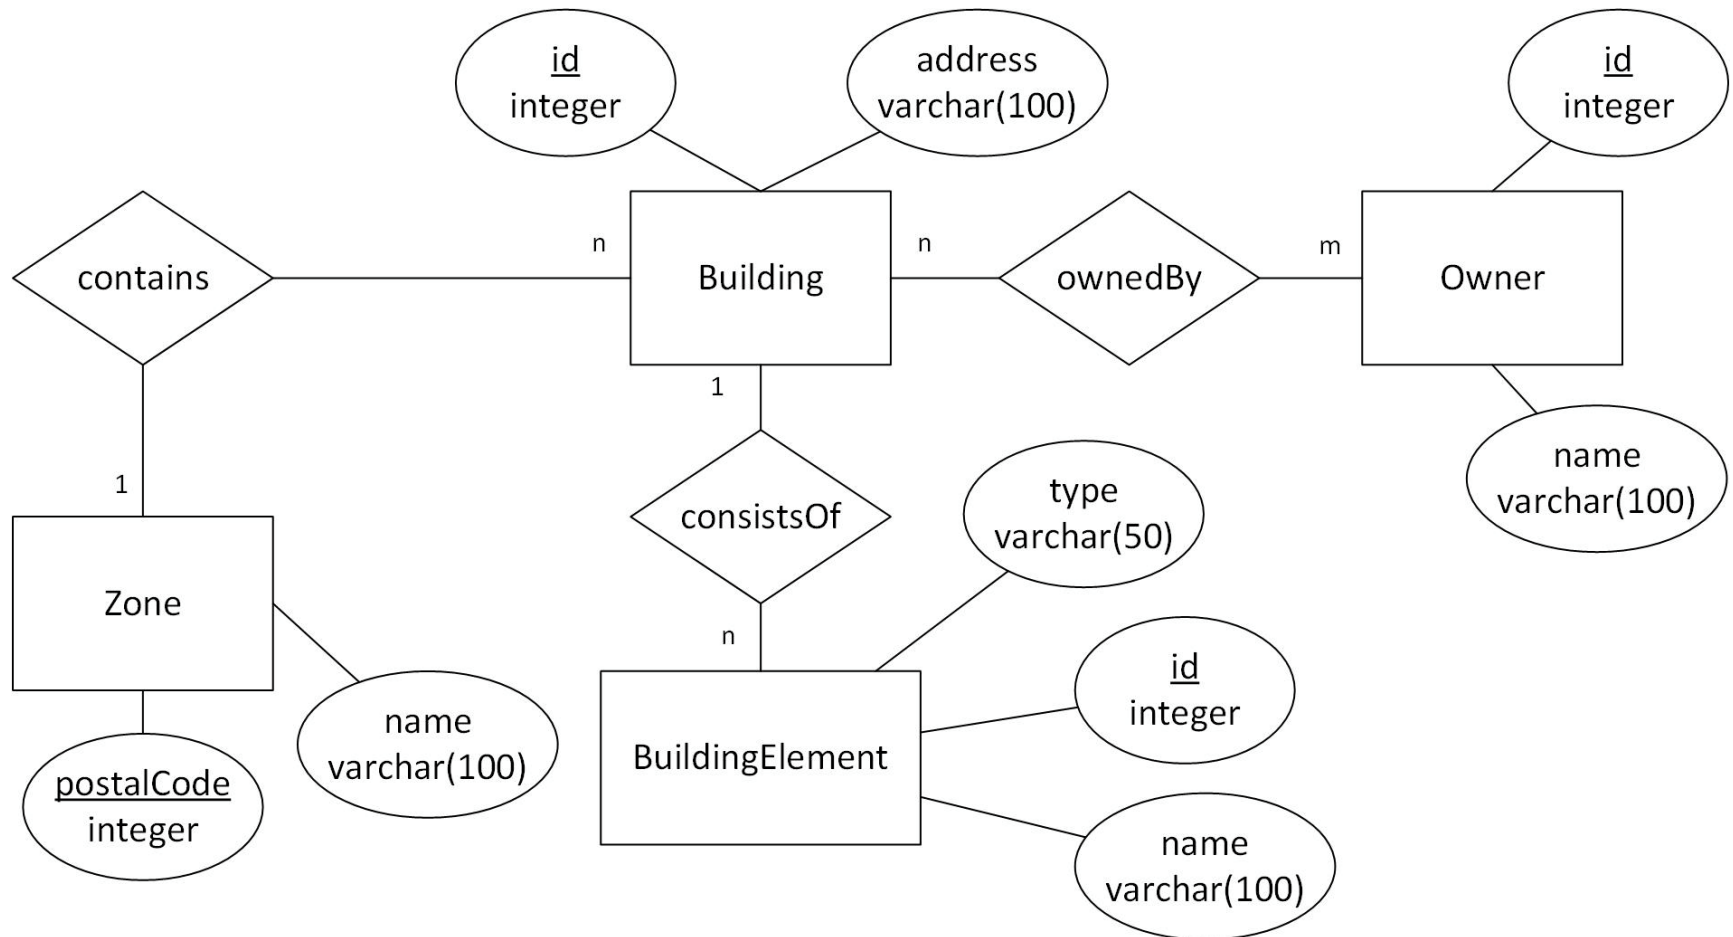 id
integer
address
varchar(100)
id
integer
contains
n
Building
n
ownedBy
m
Owner
1
1
consistsOf
n
type
varchar(50)
name
varchar(100)
Zone
name
varchar(100)
postalCode
integer
BuildingElement
id
integer
name
varchar(100)